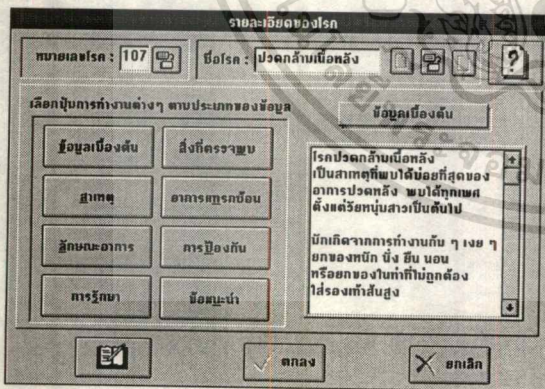 รายละเอียดของโรค
หมายเลขโรค : 107
ชื่อโรค : ปวดกล้ามเนื้อหลัง
?
เลือกปุ่มการทำงานต่างๆ ตามประเภทของข้อมูล
ข้อมูลเบื้องต้น
ข้อมูลเบื้องต้น
สิ่งที่ตรวจพบ
สาเหตุ
อาการแทรกซ้อน
ลักษณะอาการ
การป้องกัน
การรักษา
ข้อแนะนำ
โรคปวดกล้ามเนื้อหลัง
เป็นสาเหตุที่พบได้บ่อยที่สุดของ
อาการปวดหลัง พบได้ทุกเพศ
ตั้งแต่วัยหนุ่มสาวเป็นต้นไป
มักเกิดจากการทำงานก้ม ๆ เงย ๆ
ยกของหนัก นั่ง ยืน นอน
หรือยกของในท่าที่ไม่ถูกต้อง
ใส่รองเท้าส้นสูง
ตกลง
ยกเลิก